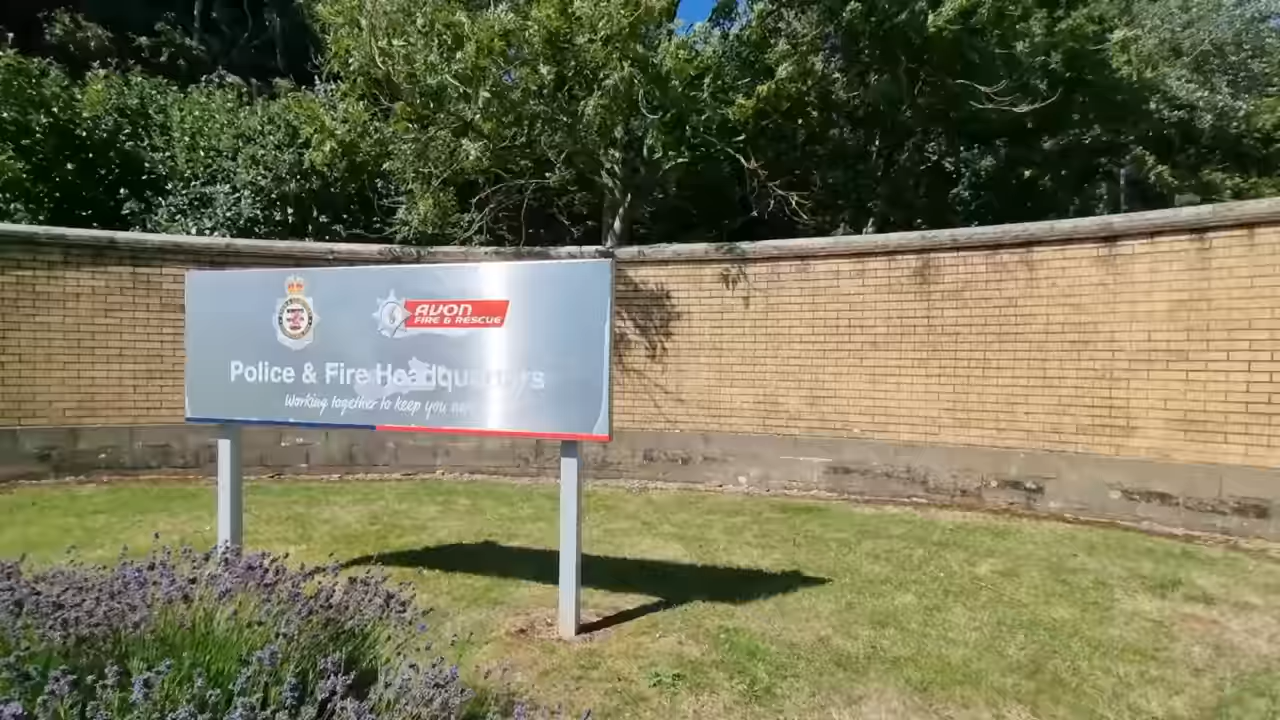 AVON
FIRE & RESCUE
Police & Fire Headquarters
Working together to keep you